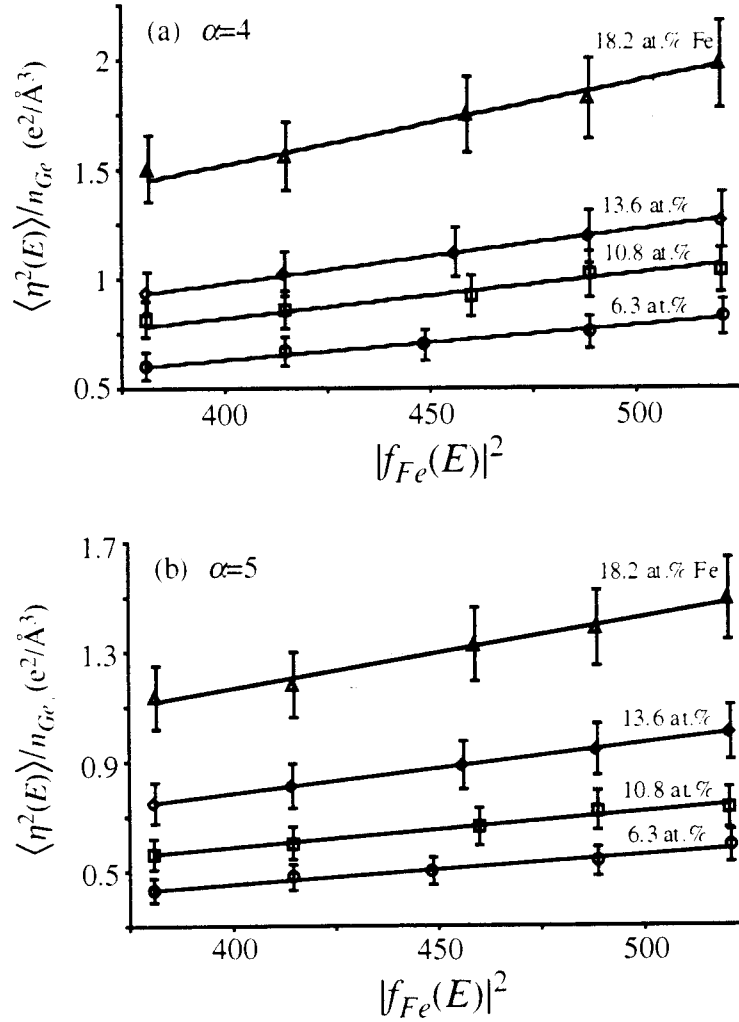 (a) α=4
18.2 at.% Fe
13.6 at.%
10.8 at.%
6.3 at.%
2
1.5
1
0.5
⟨η²(E)⟩/n_Ge (e²/Å³)
400 450 500
|f_Fe(E)|²
(b) α=5
18.2 at.% Fe
13.6 at.%
10.8 at.%
6.3 at.%
1.7
1.3
0.9
0.5
⟨η²(E)⟩/n_Ge (e²/Å³)
400 450 500
|f_Fe(E)|²